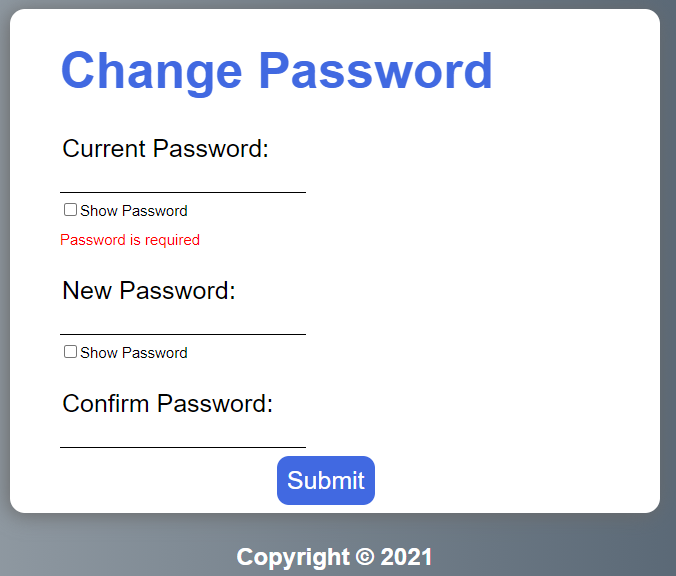 Change Password
Current Password:
Show Password
Password is required
New Password:
Show Password
Confirm Password:
Submit
Copyright © 2021